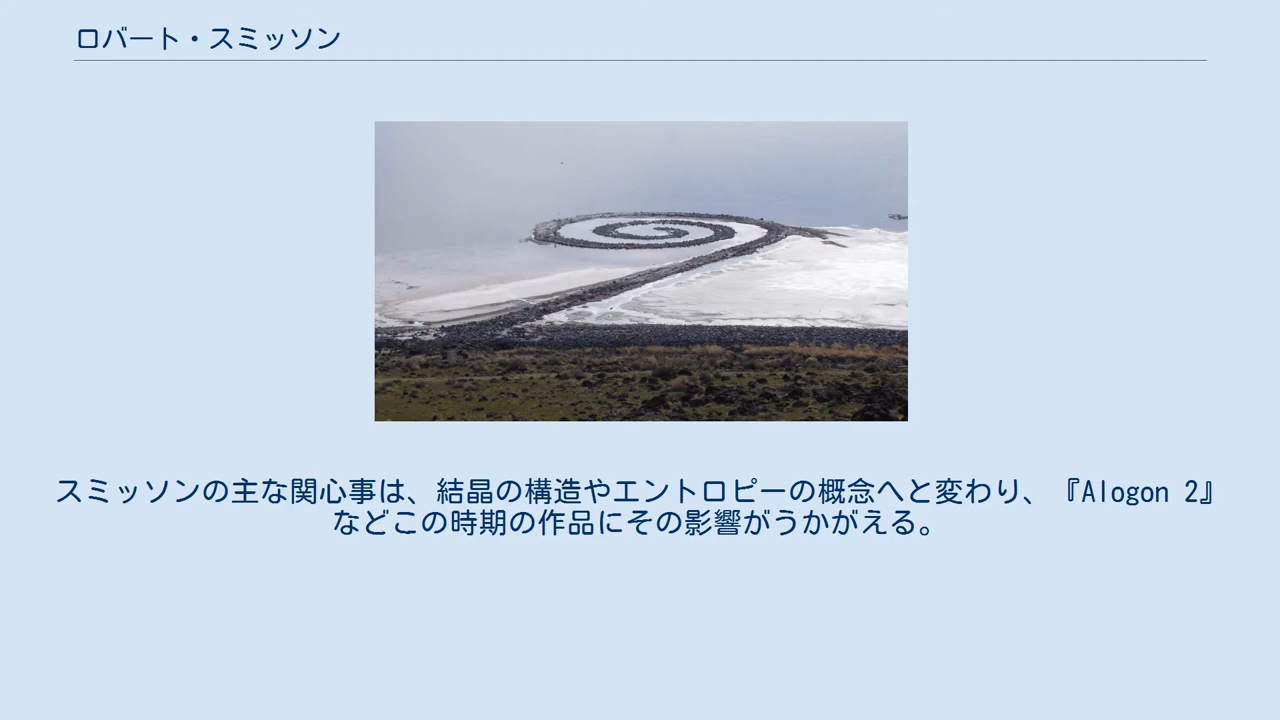 ロバート・スミッソン
スミッソンの主な関心事は、結晶の構造やエントロピーの概念へと変わり、『Alogon 2』
などこの時期の作品にその影響がうかがえる。